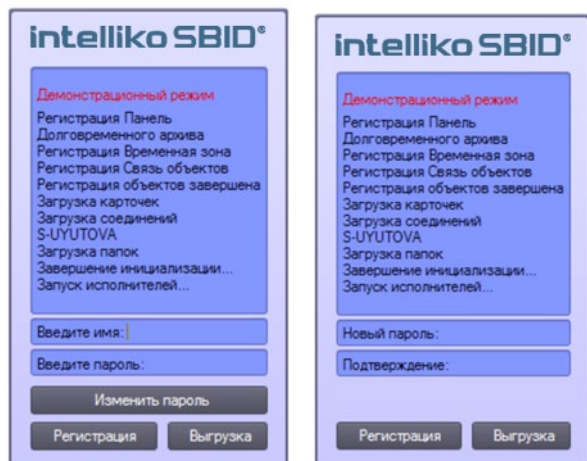 intelliko SBID®
Демонстрационный режим
Регистрация Панель
Долговременного архива
Регистрация Временная зона
Регистрация Связь объектов
Регистрация объектов завершена
Загрузка карточек
Загрузка соединений
S-UYUTOVA
Загрузка папок
Завершение инициализации...
Запуск исполнителей...
Введите имя:
Введите пароль:
Изменить пароль
Регистрация
Выгрузка
intelliko SBID®
Демонстрационный режим
Регистрация Панель
Долговременного архива
Регистрация Временная зона
Регистрация Связь объектов
Регистрация объектов завершена
Загрузка карточек
Загрузка соединений
S-UYUTOVA
Загрузка папок
Завершение инициализации...
Запуск исполнителей...
Новый пароль:
Подтверждение:
Регистрация
Выгрузка